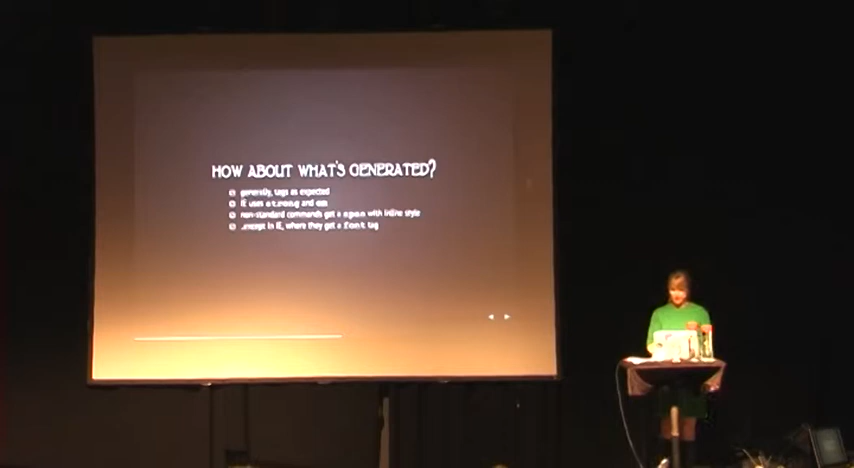 HOW ABOUT WHAT'S GENERATED?
generally, tags as expected
IE uses strong and em
non-standard commands get a span with inline style
..except in IE, where they get a font tag